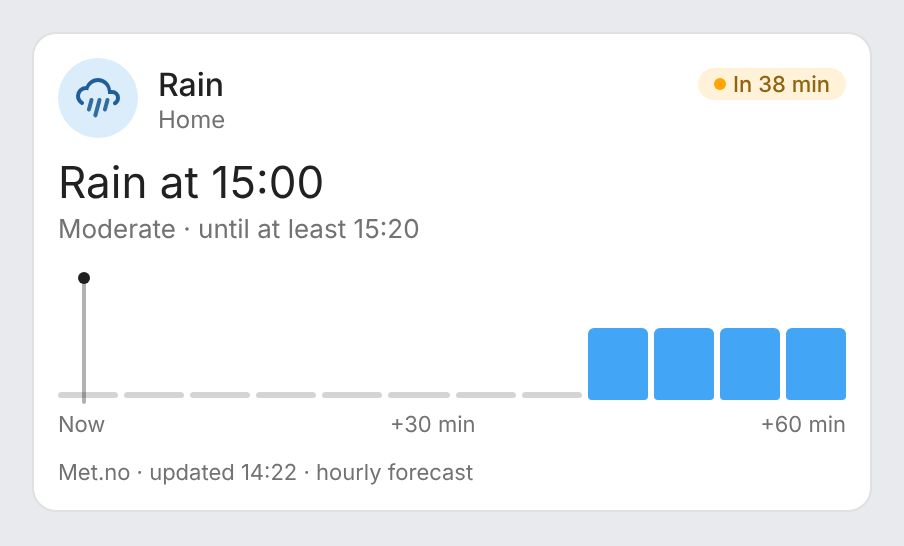 Rain
Home
In 38 min
Rain at 15:00
Moderate · until at least 15:20
Now
+30 min
+60 min
Met.no · updated 14:22 · hourly forecast